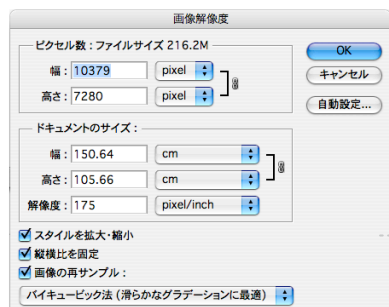 画像解像度
ピクセル数：ファイルサイズ 216.2M
幅：10379 pixel
高さ：7280 pixel
OK
キャンセル
自動設定...
ドキュメントのサイズ：
幅：150.64 cm
高さ：105.66 cm
解像度：175 pixel/inch
スタイルを拡大・縮小
縦横比を固定
画像の再サンプル：
バイキュービック法 (滑らかなグラデーションに最適)